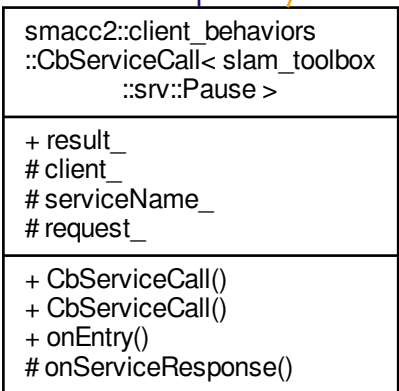 smacc2::client_behaviors
::CbServiceCall< slam_toolbox
::srv::Pause >
+ result_
# client_
# serviceName_
# request_
+ CbServiceCall()
+ CbServiceCall()
+ onEntry()
# onServiceResponse()